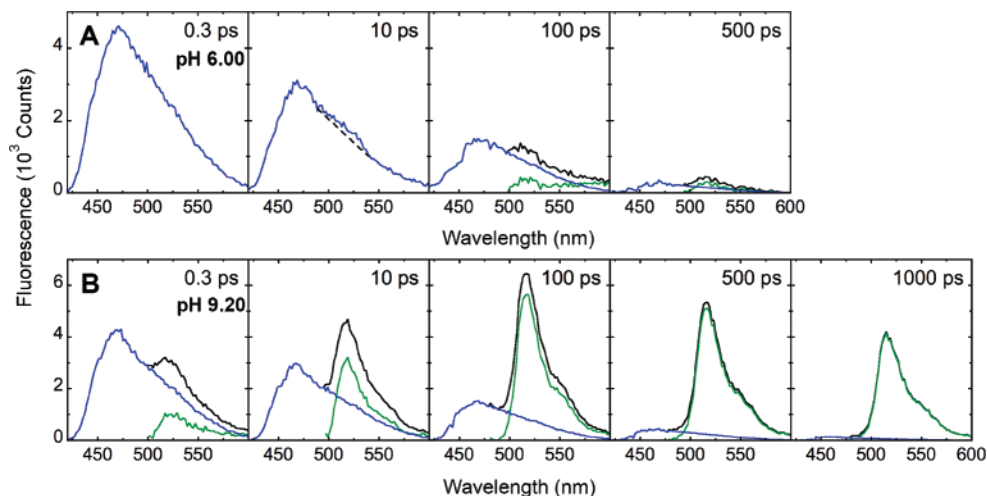 A 0.3 ps 10 ps 100 ps 500 ps
pH 6.00
4
2
0
450 500 550 450 500 550 450 500 550 450 500 550 600
Wavelength (nm)
Fluorescence (10³ Counts)
B 0.3 ps 10 ps 100 ps 500 ps 1000 ps
pH 9.20
6
4
2
0
450 500 550 450 500 550 450 500 550 450 500 550 450 500 550 600
Wavelength (nm)